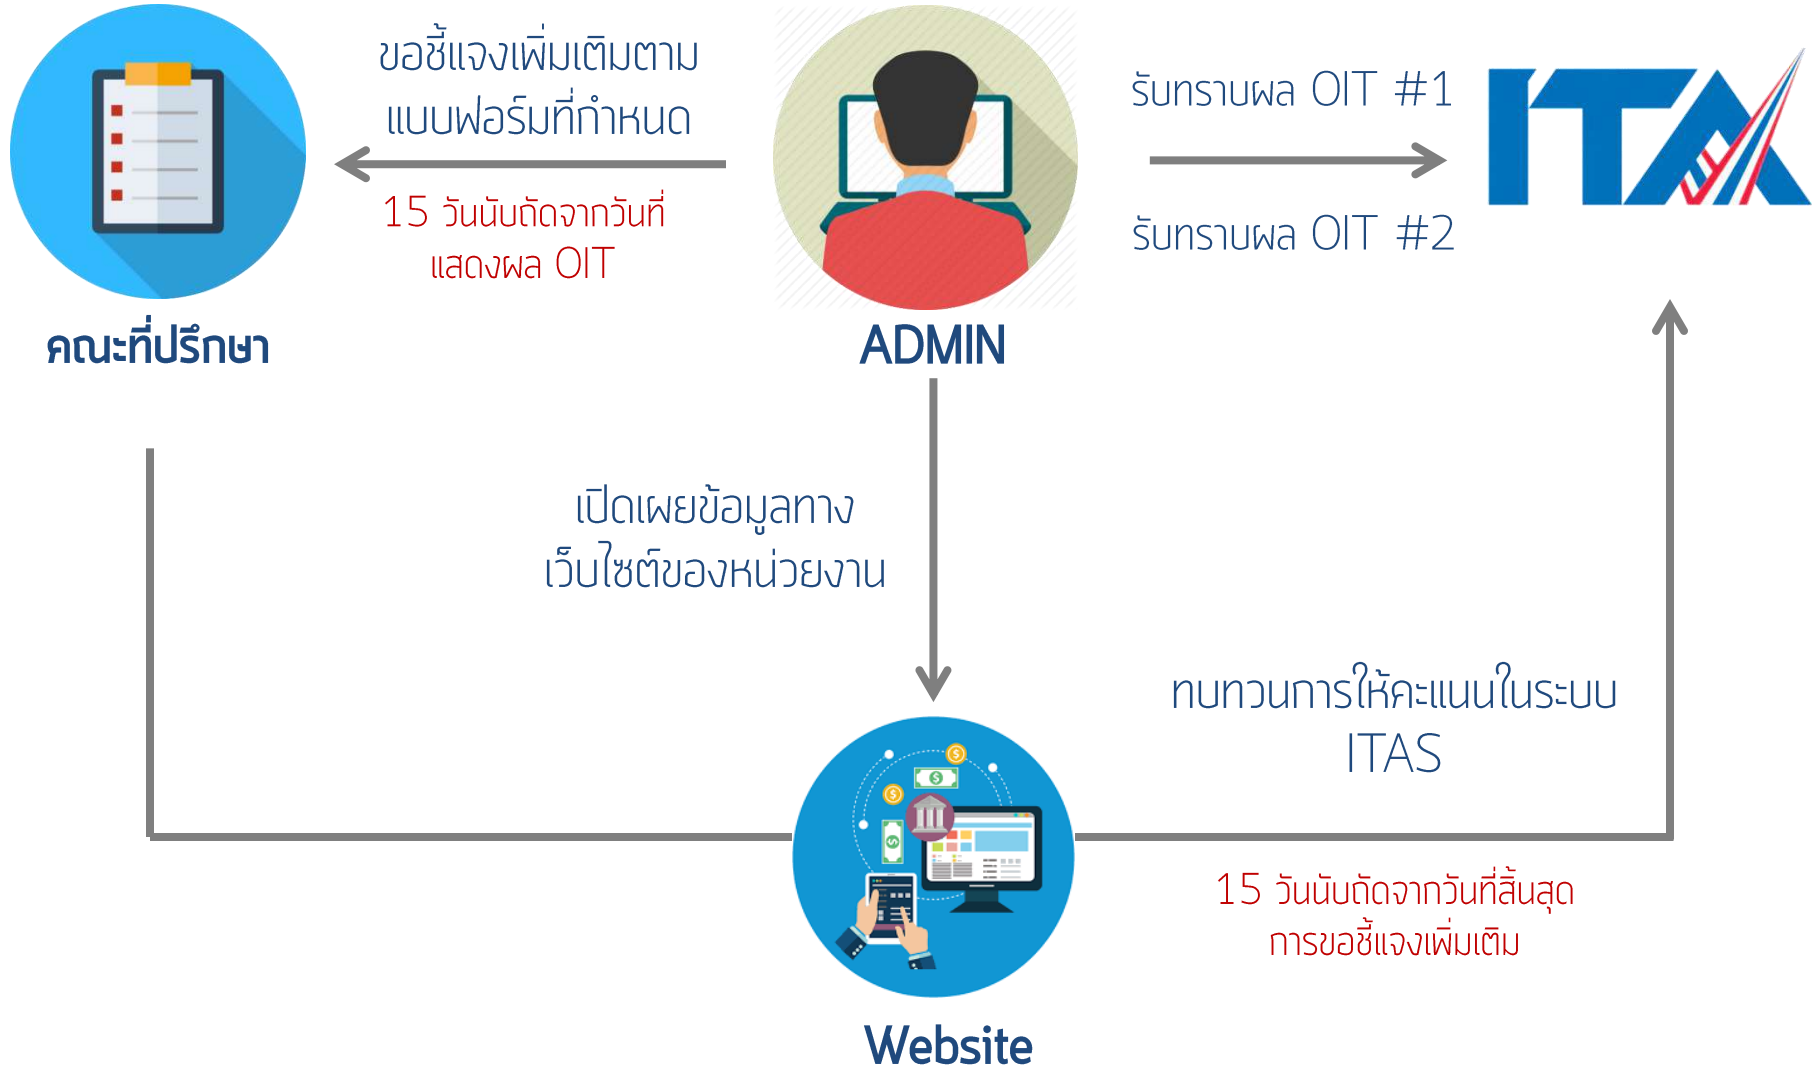 ขอชี้แจงเพิ่มเติมตาม
แบบฟอร์มที่กำหนด
15 วันนับถัดจากวันที่
แสดงผล OIT
คณะที่ปรึกษา
ADMIN
รับทราบผล OIT #1
รับทราบผล OIT #2
ITA
เปิดเผยข้อมูลทาง
เว็บไซต์ของหน่วยงาน
ทบทวนการให้คะแนนในระบบ
ITAS
15 วันนับถัดจากวันที่สิ้นสุด
การขอชี้แจงเพิ่มเติม
Website